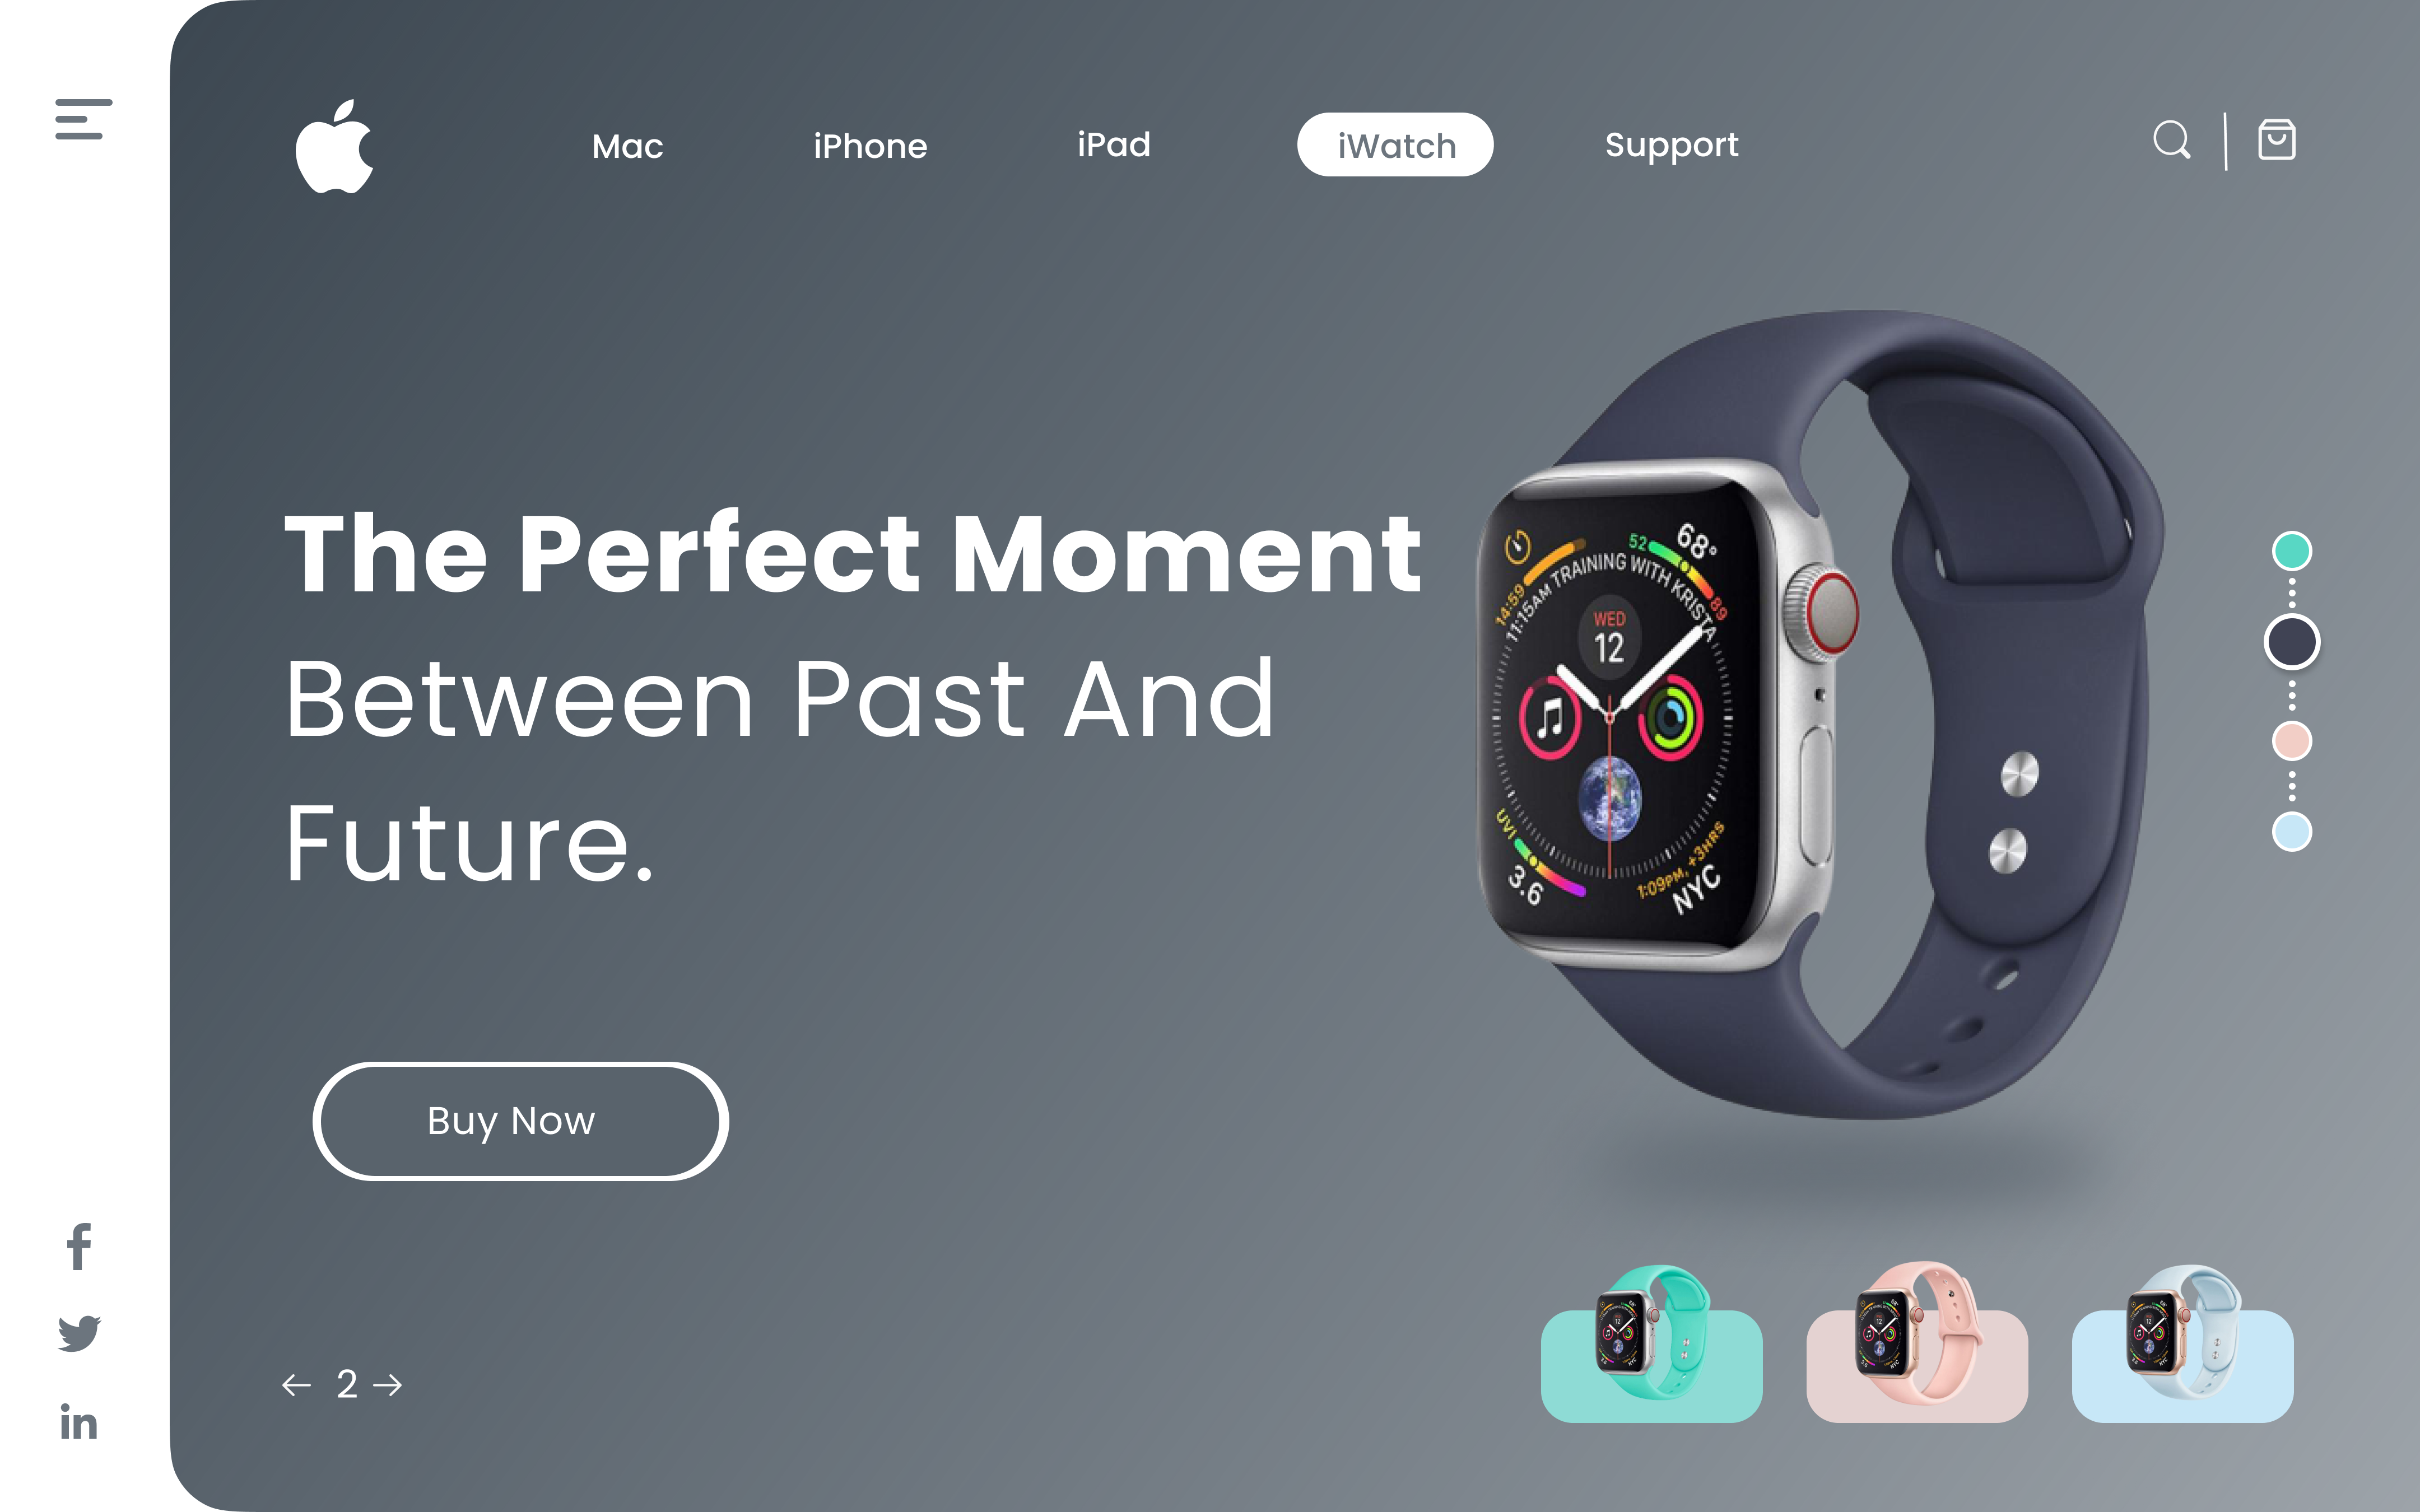 Mac
iPhone
iPad
iWatch
Support
The Perfect Moment
Between Past And
Future.
Buy Now
2
52
68°
89
14:59
11:15AM TRAINING WITH KRISTA
WED
12
UVI
3.6
1:09PM, +3HRS
NYC
f
in